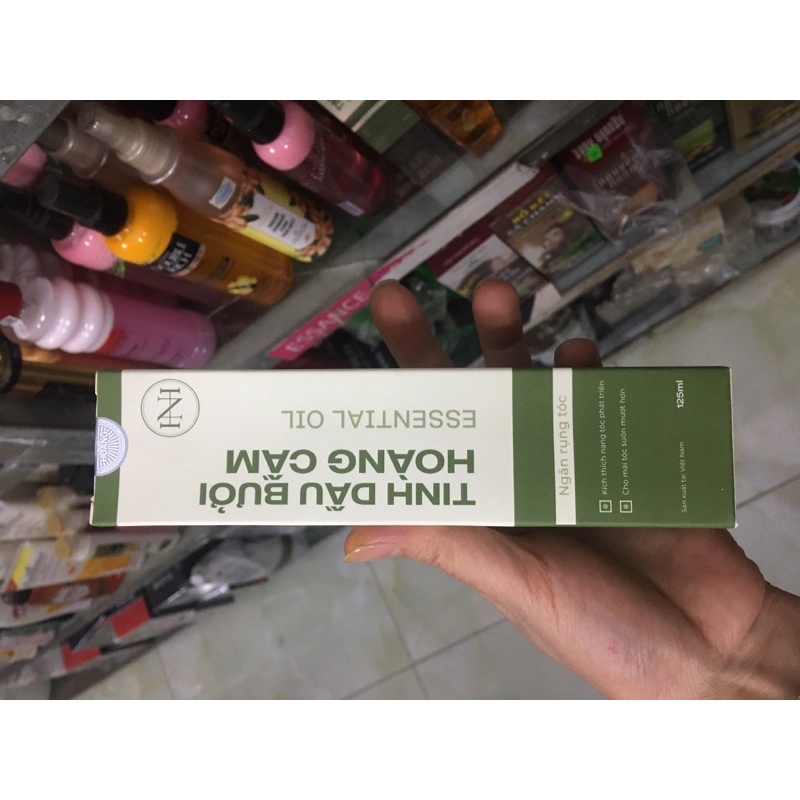 TINH DẦU BƯỞI
HOÀNG CẦM
ESSENTIAL OIL
Ngăn rụng tóc
Kích thích nang tóc phát triển
Cho mái tóc suôn mượt hơn
Sản xuất tại Việt Nam
125ml
ESSANCE